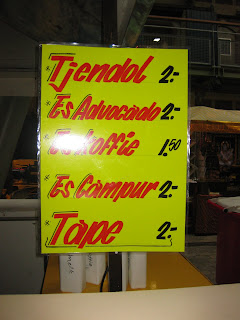 * Tjendol 2.-
* Es Advocado 2.-
* Es koffie 1.50
* Es Campur 2.-
* Tape 2.-